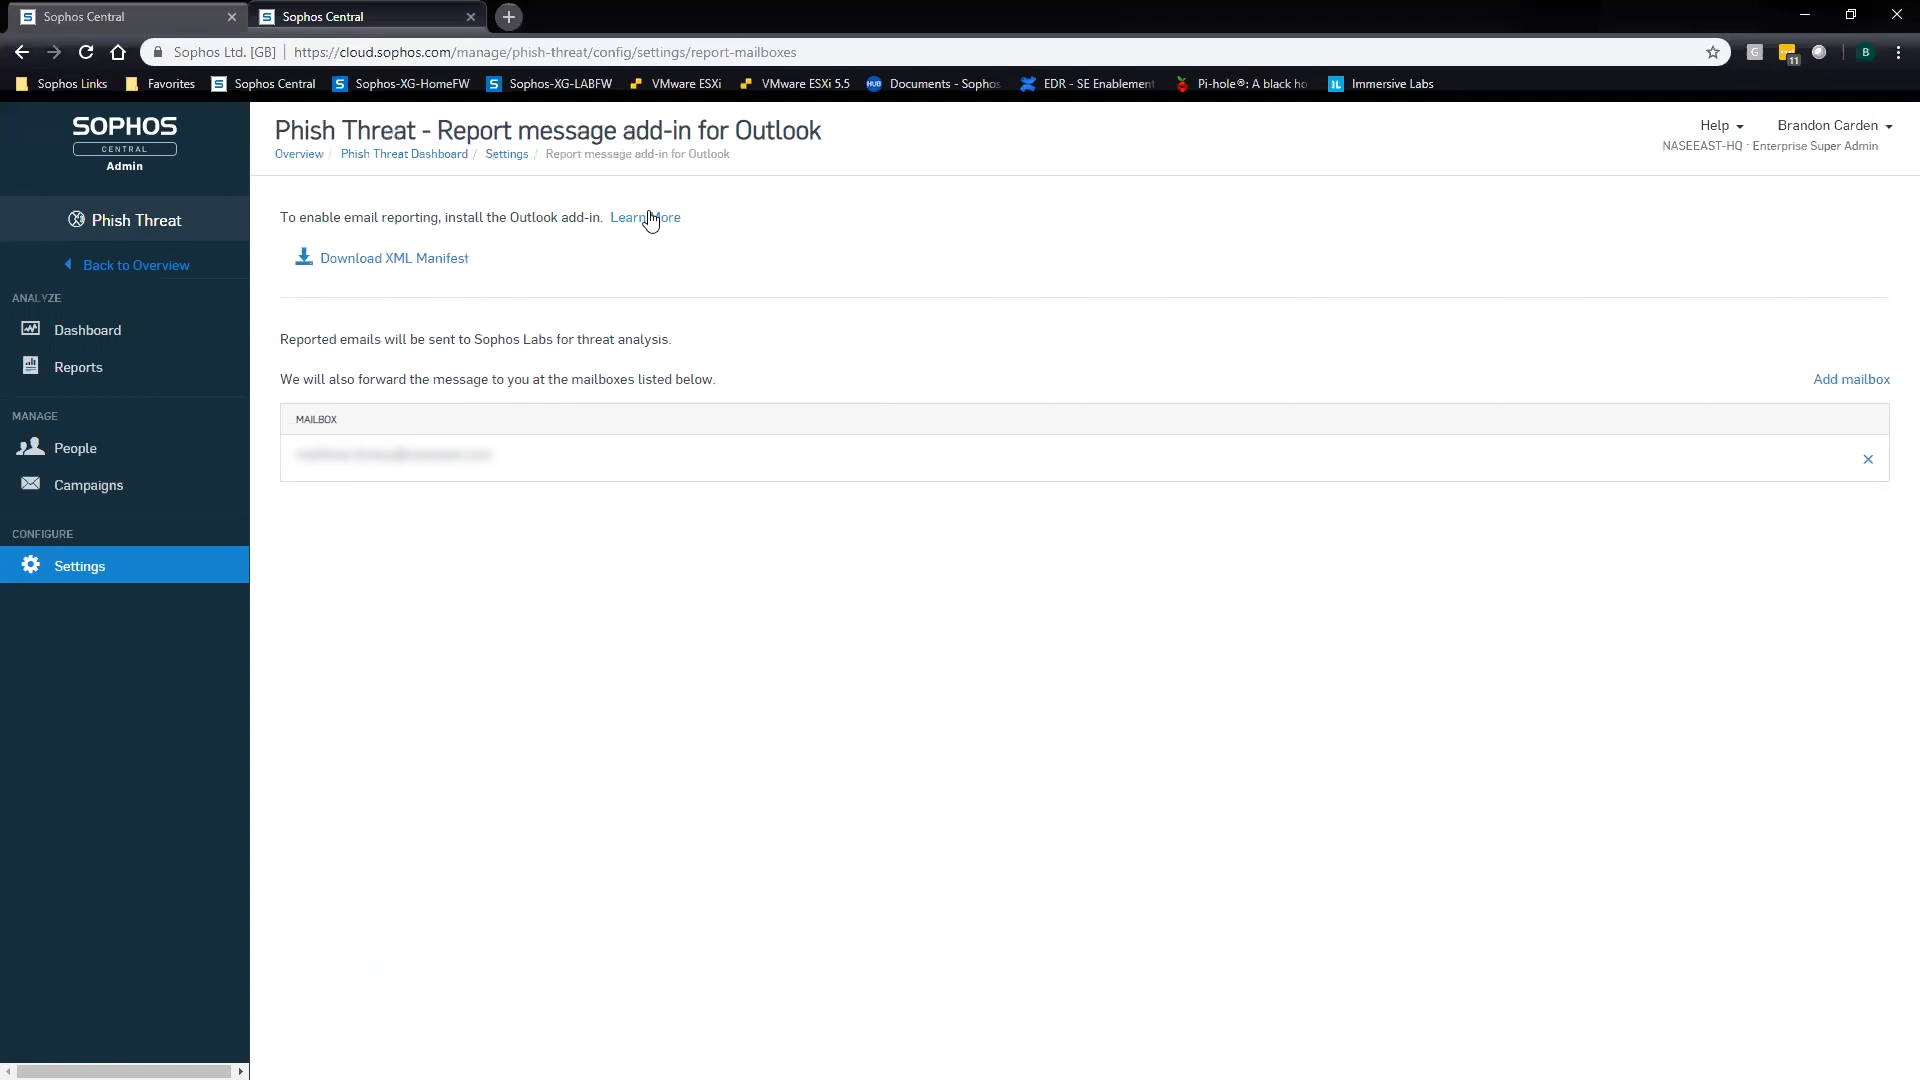 Sophos Central
Sophos Central
Sophos Ltd. [GB] | https://cloud.sophos.com/manage/phish-threat/config/settings/report-mailboxes
G
11
B
Sophos Links
Favorites
Sophos Central
Sophos-XG-HomeFW
Sophos-XG-LABFW
VMware ESXi
VMware ESXi 5.5
HUB Documents - Sophos
EDR - SE Enablement
Pi-hole®: A black ho
IL Immersive Labs
SOPHOS
CENTRAL
Admin
Phish Threat - Report message add-in for Outlook
Overview / Phish Threat Dashboard / Settings / Report message add-in for Outlook
Help
Brandon Carden
NASEEAST-HQ · Enterprise Super Admin
Phish Threat
Back to Overview
ANALYZE
Dashboard
Reports
MANAGE
People
Campaigns
CONFIGURE
Settings
To enable email reporting, install the Outlook add-in. Learn More
Download XML Manifest
Reported emails will be sent to Sophos Labs for threat analysis.
We will also forward the message to you at the mailboxes listed below.
Add mailbox
MAILBOX